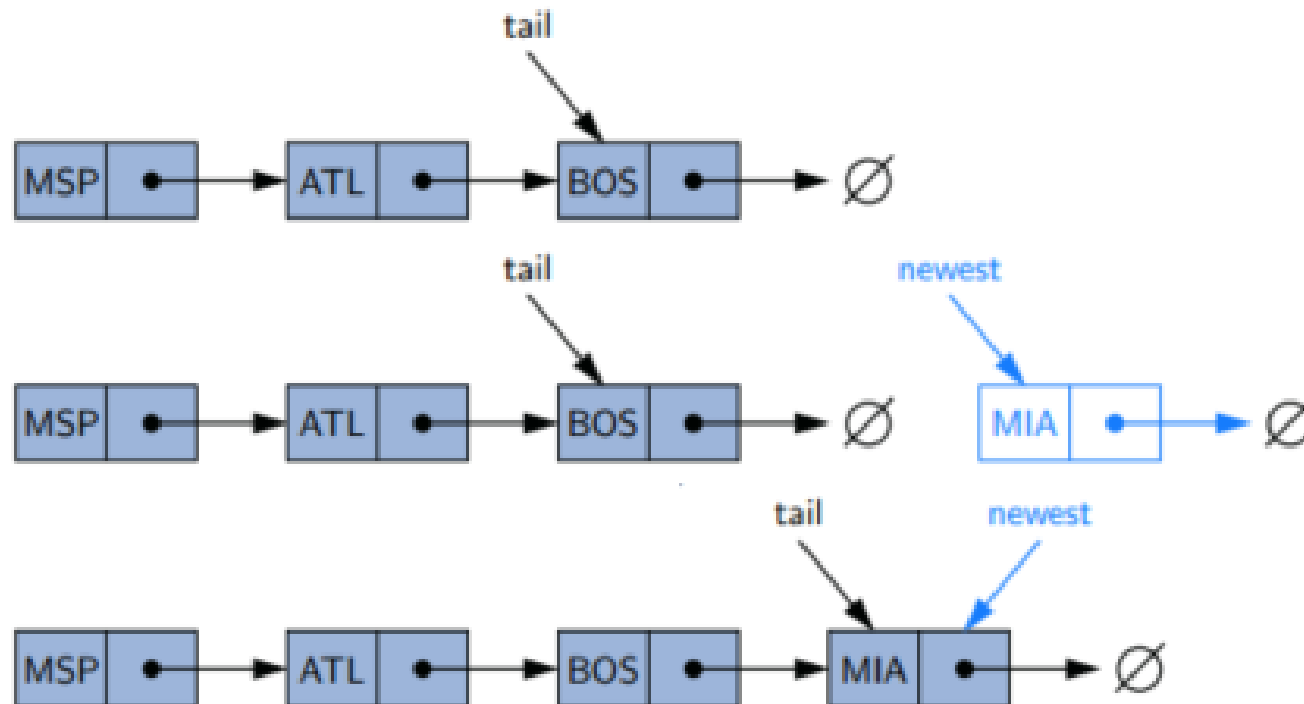 tail
MSP ATL BOS ∅
tail newest
MSP ATL BOS ∅ MIA ∅
tail newest
MSP ATL BOS MIA ∅